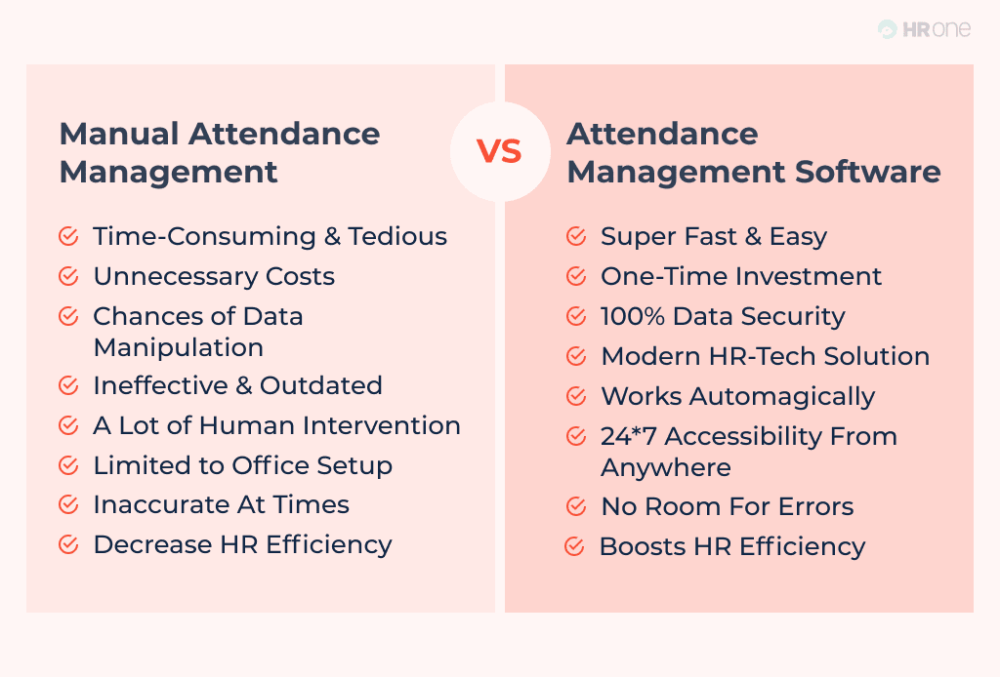 HRone
Manual Attendance
Management
Time-Consuming & Tedious
Unnecessary Costs
Chances of Data
Manipulation
Ineffective & Outdated
A Lot of Human Intervention
Limited to Office Setup
Inaccurate At Times
Decrease HR Efficiency
VS
Attendance
Management Software
Super Fast & Easy
One-Time Investment
100% Data Security
Modern HR-Tech Solution
Works Automagically
24*7 Accessibility From
Anywhere
No Room For Errors
Boosts HR Efficiency